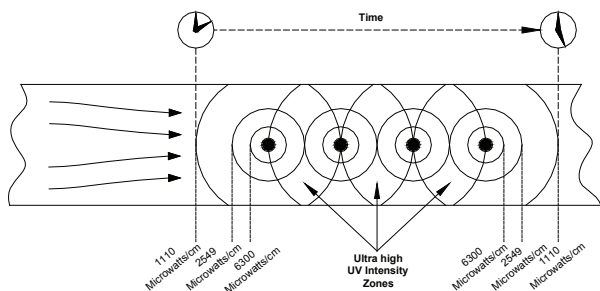 Time
1110
Microwatts/cm
2549
Microwatts/cm
6300
Microwatts/cm
Ultra high
UV Intensity
Zones
6300
Microwatts/cm
2549
Microwatts/cm
1110
Microwatts/cm